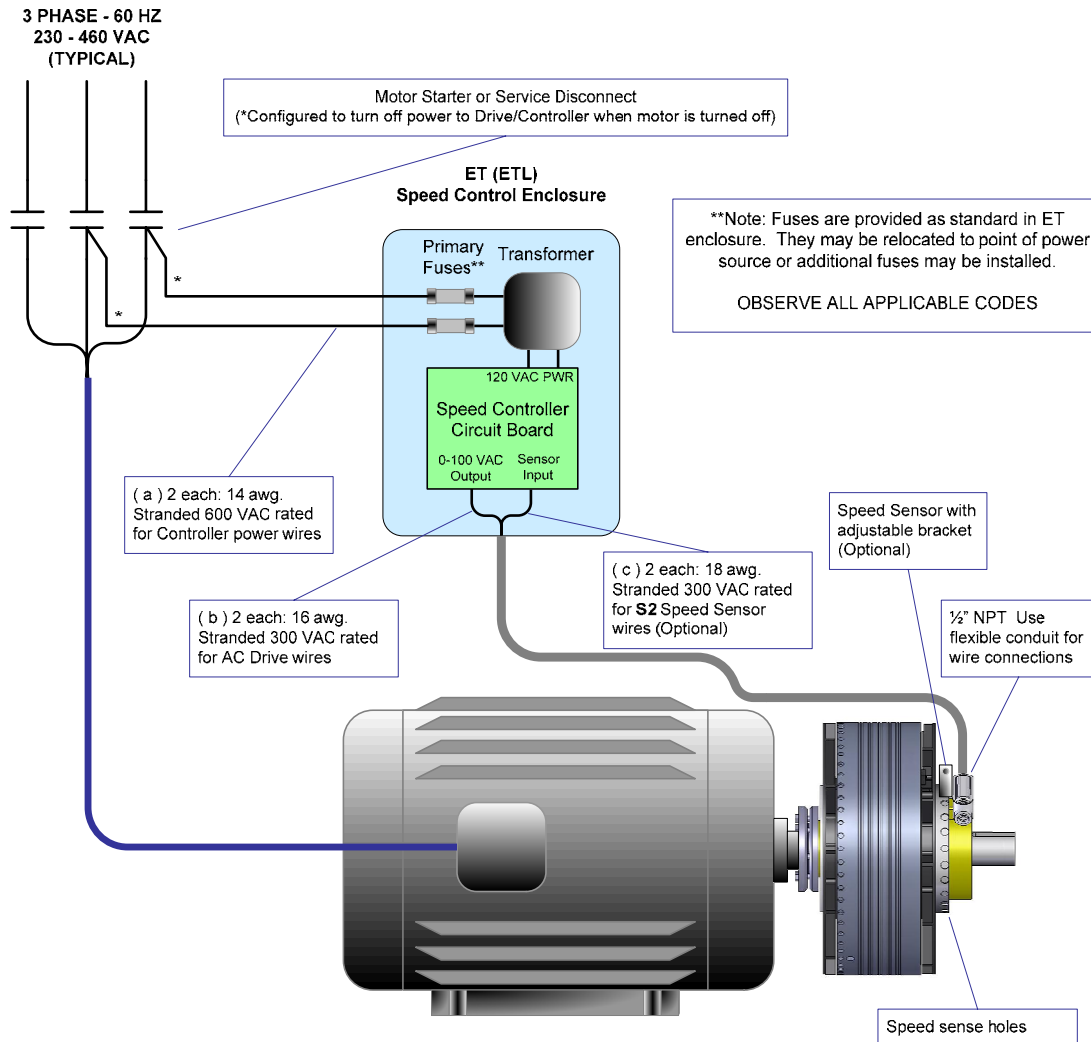 3 PHASE - 60 HZ
230 - 460 VAC
(TYPICAL)
Motor Starter or Service Disconnect
(*Configured to turn off power to Drive/Controller when motor is turned off)
ET (ETL)
Speed Control Enclosure
**Note: Fuses are provided as standard in ET
enclosure. They may be relocated to point of power
source or additional fuses may be installed.
OBSERVE ALL APPLICABLE CODES
Primary
Fuses**
Transformer
*
*
120 VAC PWR
Speed Controller
Circuit Board
0-100 VAC
Output
Sensor
Input
( a ) 2 each: 14 awg.
Stranded 600 VAC rated
for Controller power wires
( b ) 2 each: 16 awg.
Stranded 300 VAC rated
for AC Drive wires
( c ) 2 each: 18 awg.
Stranded 300 VAC rated
for S2 Speed Sensor
wires (Optional)
Speed Sensor with
adjustable bracket
(Optional)
½" NPT Use
flexible conduit for
wire connections
Speed sense holes